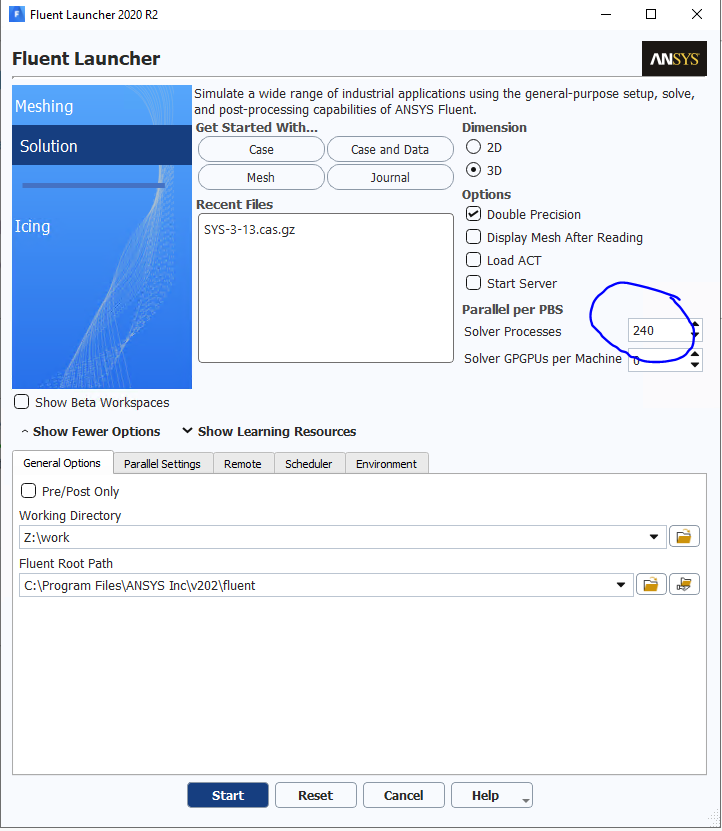 Fluent Launcher 2020 R2
Fluent Launcher
ANSYS
Meshing
Solution
Icing
Simulate a wide range of industrial applications using the general-purpose setup, solve,
and post-processing capabilities of ANSYS Fluent.
Get Started With...
Case
Case and Data
Mesh
Journal
Recent Files
SYS-3-13.cas.gz
Dimension
2D
3D
Options
Double Precision
Display Mesh After Reading
Load ACT
Start Server
Parallel per PBS
Solver Processes
240
Solver GPGPUs per Machine
0
Show Beta Workspaces
Show Fewer Options
Show Learning Resources
General Options
Parallel Settings
Remote
Scheduler
Environment
Pre/Post Only
Working Directory
Z:\work
Fluent Root Path
C:\Program Files\ANSYS Inc\v202\fluent
Start
Reset
Cancel
Help